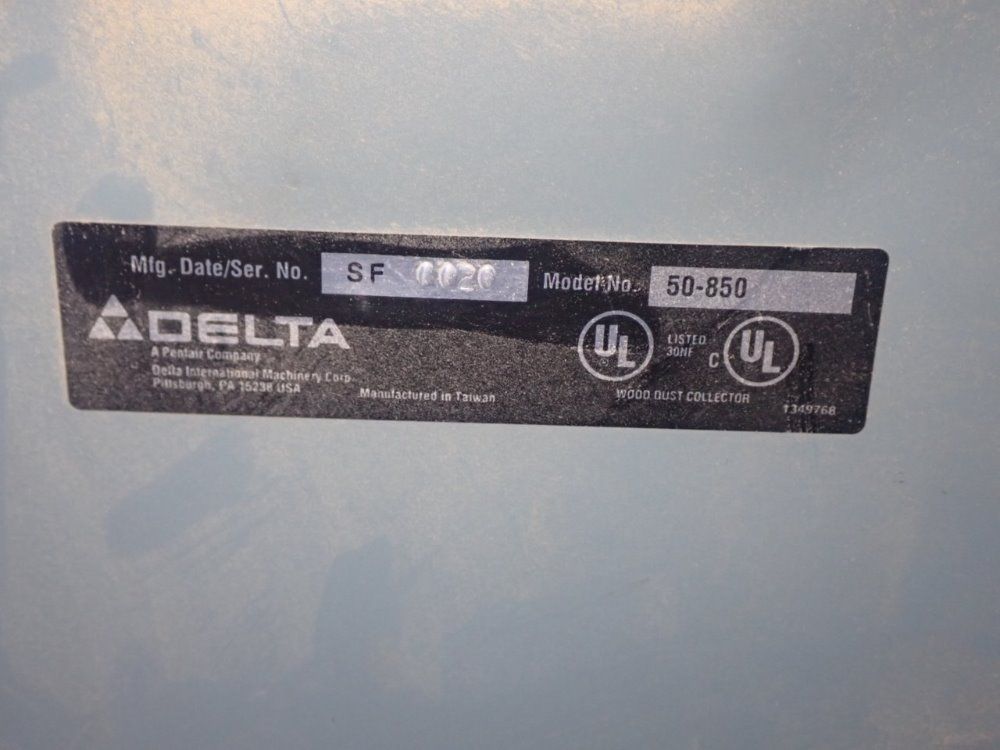 Mfg. Date/Ser. No. SF Model No. 50-850
DELTA
A Pentair Company
Delta International Machinery Corp.
Pittsburgh, PA 15238 USA
Manufactured in Taiwan
UL
LISTED
30NF
C UL
WOOD DUST COLLECTOR
1349768